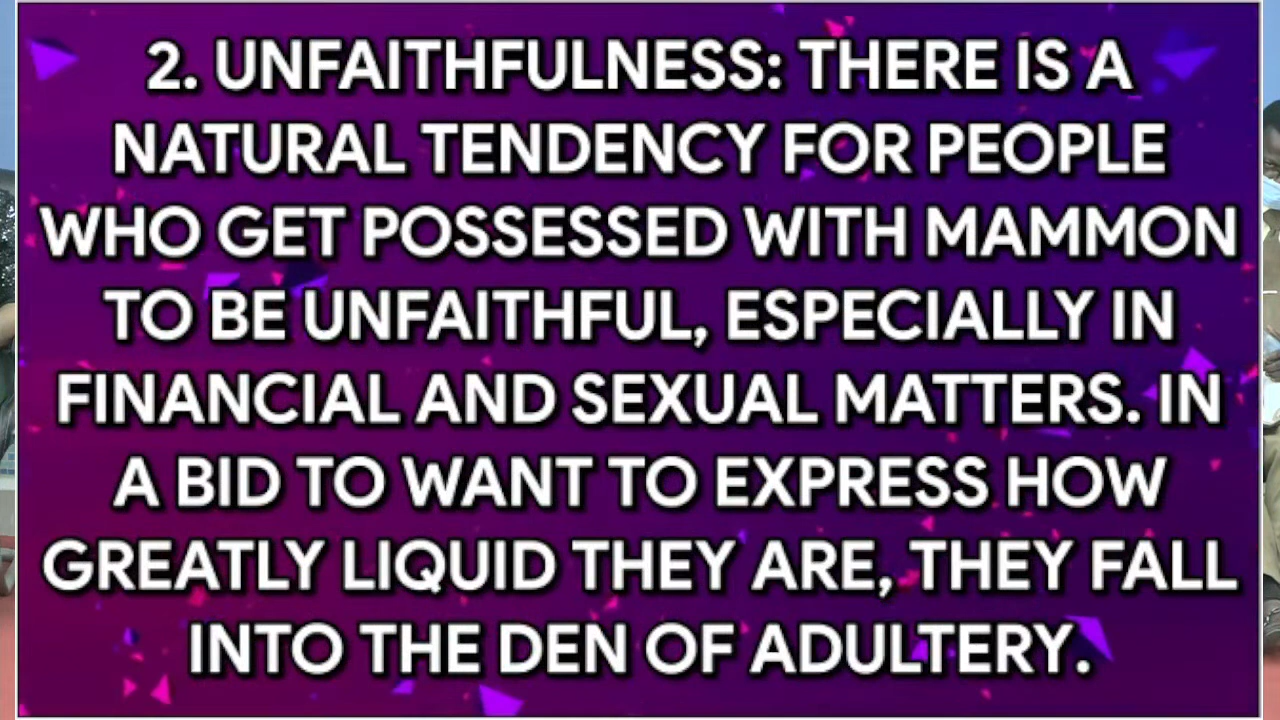 2. UNFAITHFULNESS: THERE IS A
NATURAL TENDENCY FOR PEOPLE
WHO GET POSSESSED WITH MAMMON
TO BE UNFAITHFUL, ESPECIALLY IN
FINANCIAL AND SEXUAL MATTERS. IN
A BID TO WANT TO EXPRESS HOW
GREATLY LIQUID THEY ARE, THEY FALL
INTO THE DEN OF ADULTERY.